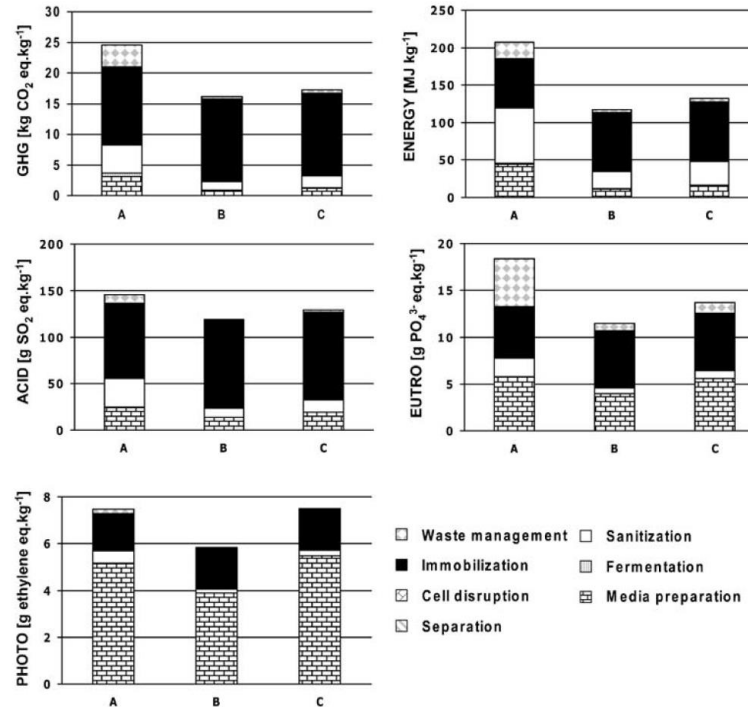 GHG [kg CO₂ eq.kg⁻¹]
30
25
20
15
10
5
0
A B C
ENERGY [MJ kg⁻¹]
250
200
150
100
50
0
A B C
ACID [g SO₂ eq.kg⁻¹]
200
150
100
50
0
A B C
EUTRO [g PO₄³⁻ eq.kg⁻¹]
20
15
10
5
0
A B C
PHOTO [g ethylene eq.kg⁻¹]
8
6
4
2
0
A B C
Waste management
Sanitization
Immobilization
Fermentation
Cell disruption
Media preparation
Separation